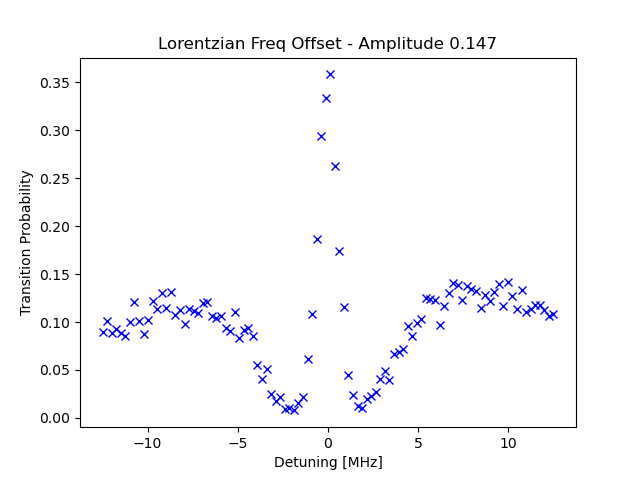 Lorentzian Freq Offset - Amplitude 0.147
Transition Probability
0.35
0.30
0.25
0.20
0.15
0.10
0.05
0.00
−10 −5 0 5 10
Detuning [MHz]